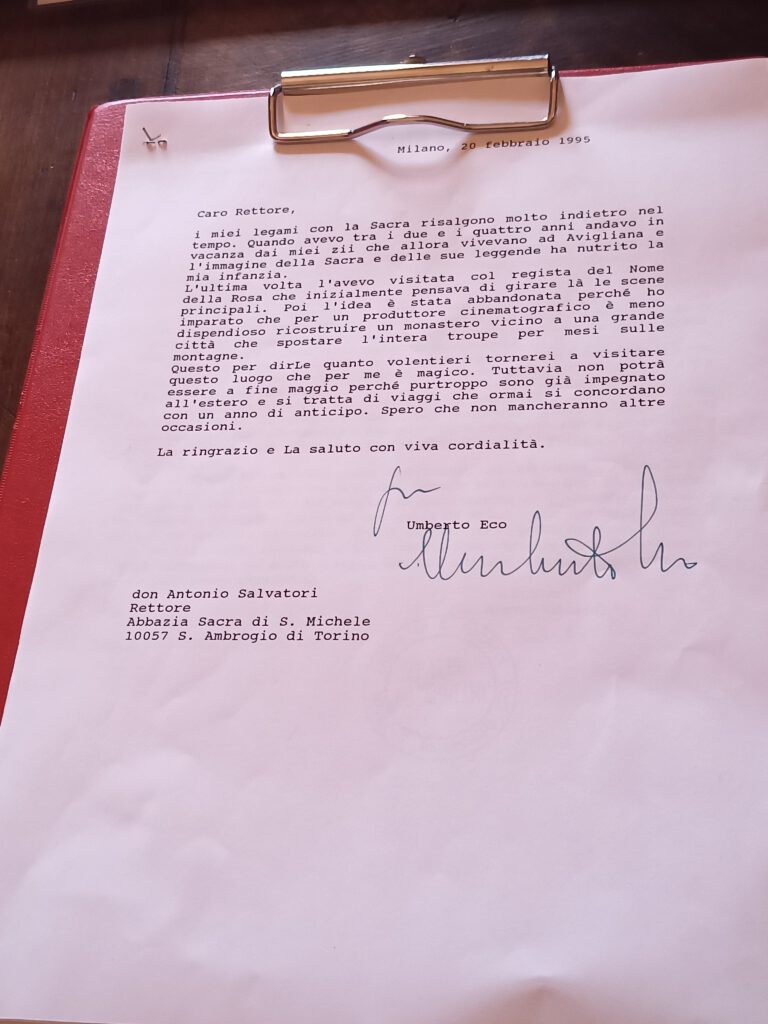 Milano, 20 febbraio 1995
Caro Rettore,
i miei legami con la Sacra risalgono molto indietro nel
tempo. Quando avevo tra i due e i quattro anni andavo in
vacanza dai miei zii che allora vivevano ad Avigliana e
l'immagine della Sacra e delle sue leggende ha nutrito la
mia infanzia.
L'ultima volta l'avevo visitata col regista del Nome
della Rosa che inizialmente pensava di girare là le scene
principali. Poi l'idea è stata abbandonata perché ho
imparato che per un produttore cinematografico è meno
dispendioso ricostruire un monastero vicino a una grande
città che spostare l'intera troupe per mesi sulle
montagne.
Questo per dirLe quanto volentieri tornerei a visitare
questo luogo che per me è magico. Tuttavia non potrà
essere a fine maggio perché purtroppo sono già impegnato
all'estero e si tratta di viaggi che ormai si concordano
con un anno di anticipo. Spero che non mancheranno altre
occasioni.
La ringrazio e La saluto con viva cordialità.
Umberto Eco
Umberto Eco
don Antonio Salvatori
Rettore
Abbazia Sacra di S. Michele
10057 S. Ambrogio di Torino